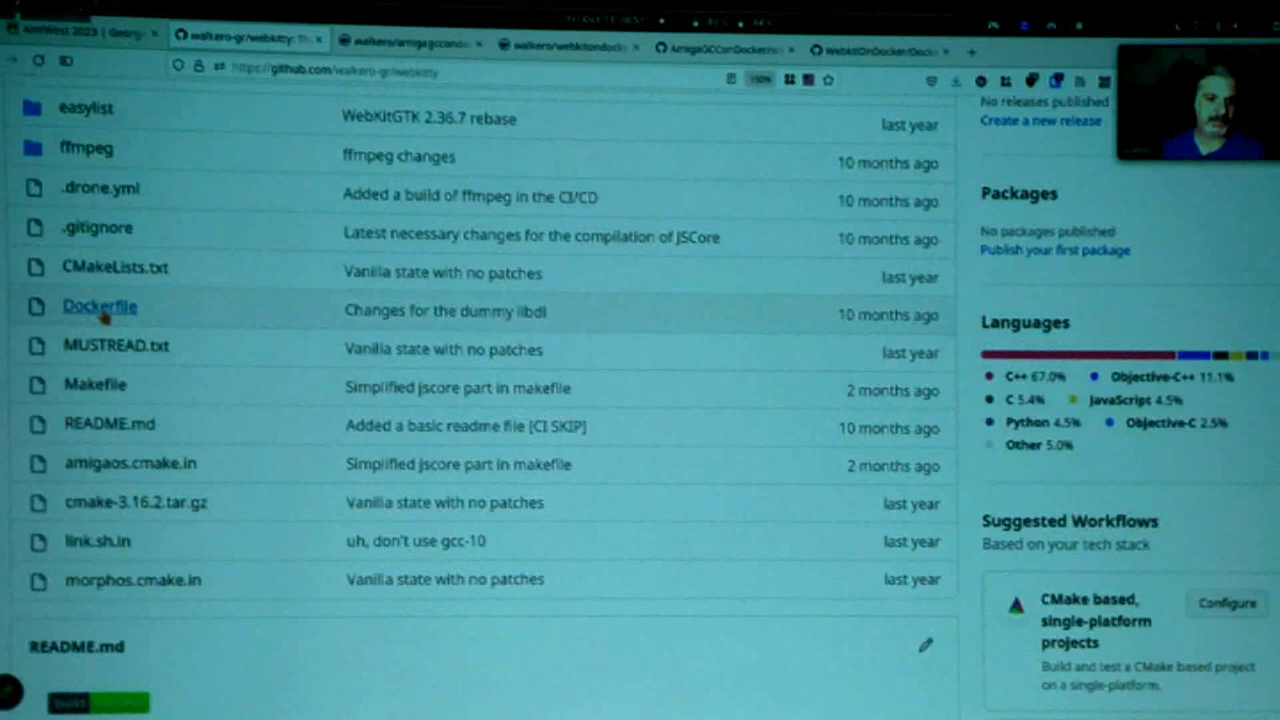 AmiWest 2023 | Georg
walkero-gr/webkitty: Th
walkero/amigagccondo
walkero/webkitondock
AmigaGCConDocker
WebkitOnDocker/Dock
https://github.com/walkero-gr/webkitty
easylist WebKitGTK 2.36.7 rebase last year
ffmpeg ffmpeg changes 10 months ago
.drone.yml Added a build of ffmpeg in the CI/CD 10 months ago
.gitignore Latest necessary changes for the compilation of JSCore 10 months ago
CMakeLists.txt Vanilla state with no patches last year
Dockerfile Changes for the dummy libdl 10 months ago
MUSTREAD.txt Vanilla state with no patches last year
Makefile Simplified jscore part in makefile 2 months ago
README.md Added a basic readme file [CI SKIP] 10 months ago
amigaos.cmake.in Simplified jscore part in makefile 2 months ago
cmake-3.16.2.tar.gz Vanilla state with no patches last year
link.sh.in uh, don't use gcc-10 last year
morphos.cmake.in Vanilla state with no patches last year
README.md
build
No releases published
Create a new release
Packages
No packages published
Publish your first package
Languages
C++ 67.0% Objective-C++ 11.1%
C 5.4% JavaScript 4.5%
Python 4.5% Objective-C 2.5%
Other 5.0%
Suggested Workflows
Based on your tech stack
CMake based, Configure
single-platform
projects
Build and test a CMake based project
on a single-platform.